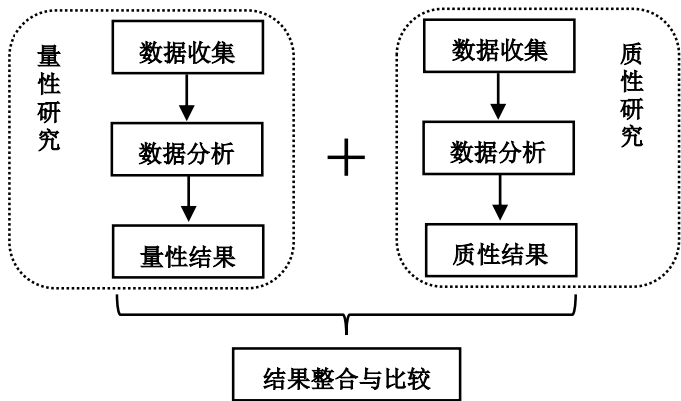 量性研究
数据收集
数据分析
量性结果
+
质性研究
数据收集
数据分析
质性结果
结果整合与比较